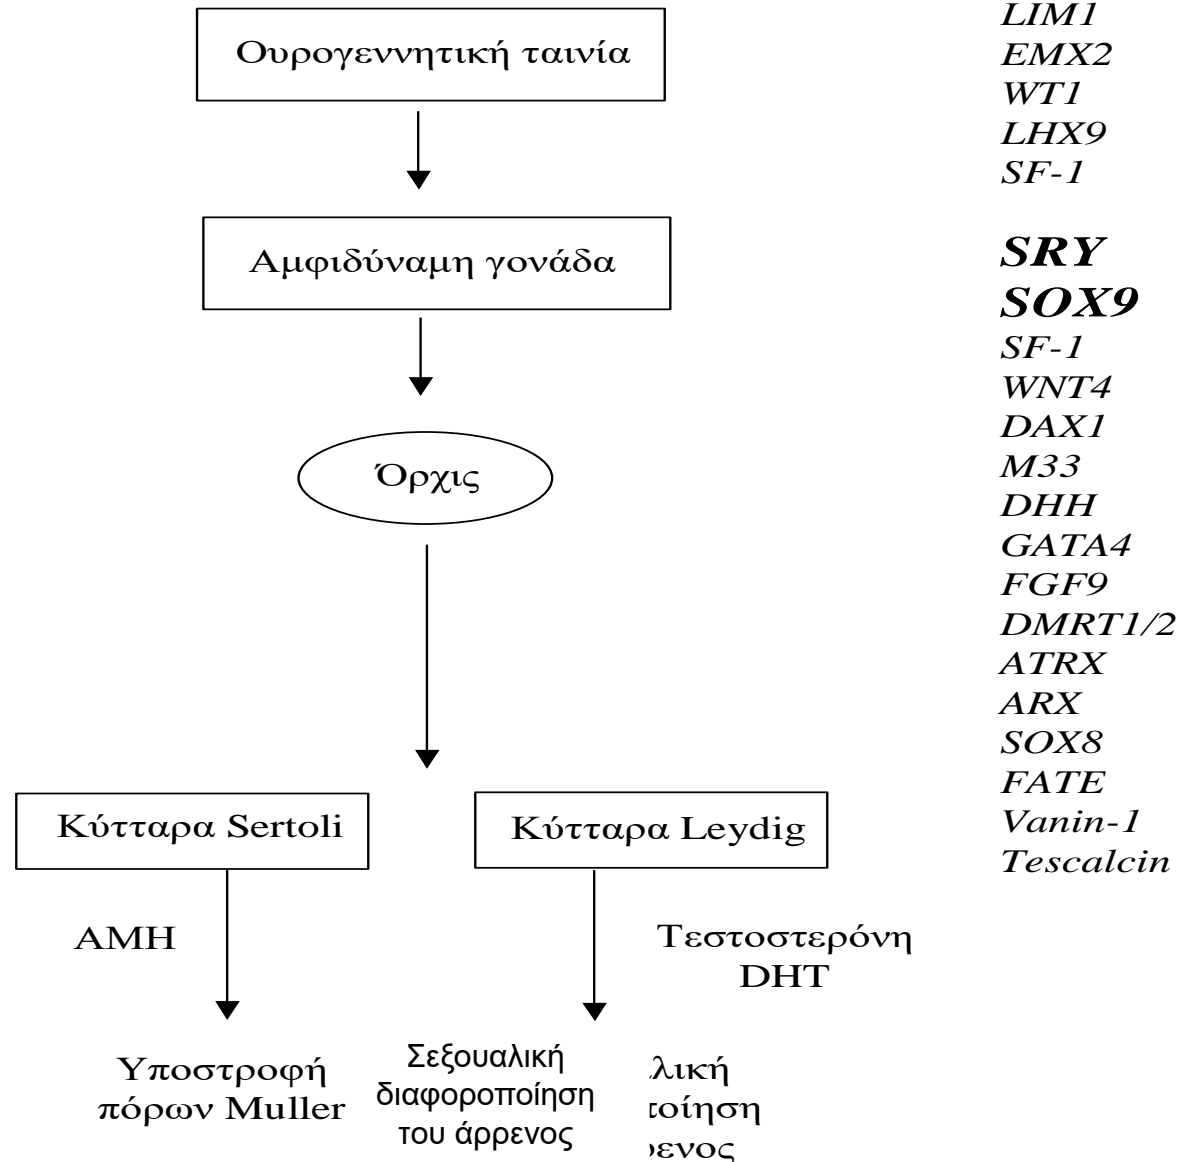 Ουρογεννητική ταινία
Αμφιδύναμη γονάδα
Όρχις
Κύτταρα Sertoli
Κύτταρα Leydig
AMH
Τεστοστερόνη
DHT
Υποστροφή
πόρων Muller
Σεξουαλική
διαφοροποίηση
του άρρενος
LIM1
EMX2
WT1
LHX9
SF-1
SRY
SOX9
SF-1
WNT4
DAX1
M33
DHH
GATA4
FGF9
DMRT1/2
ATRX
ARX
SOX8
FATE
Vanin-1
Tescalcin